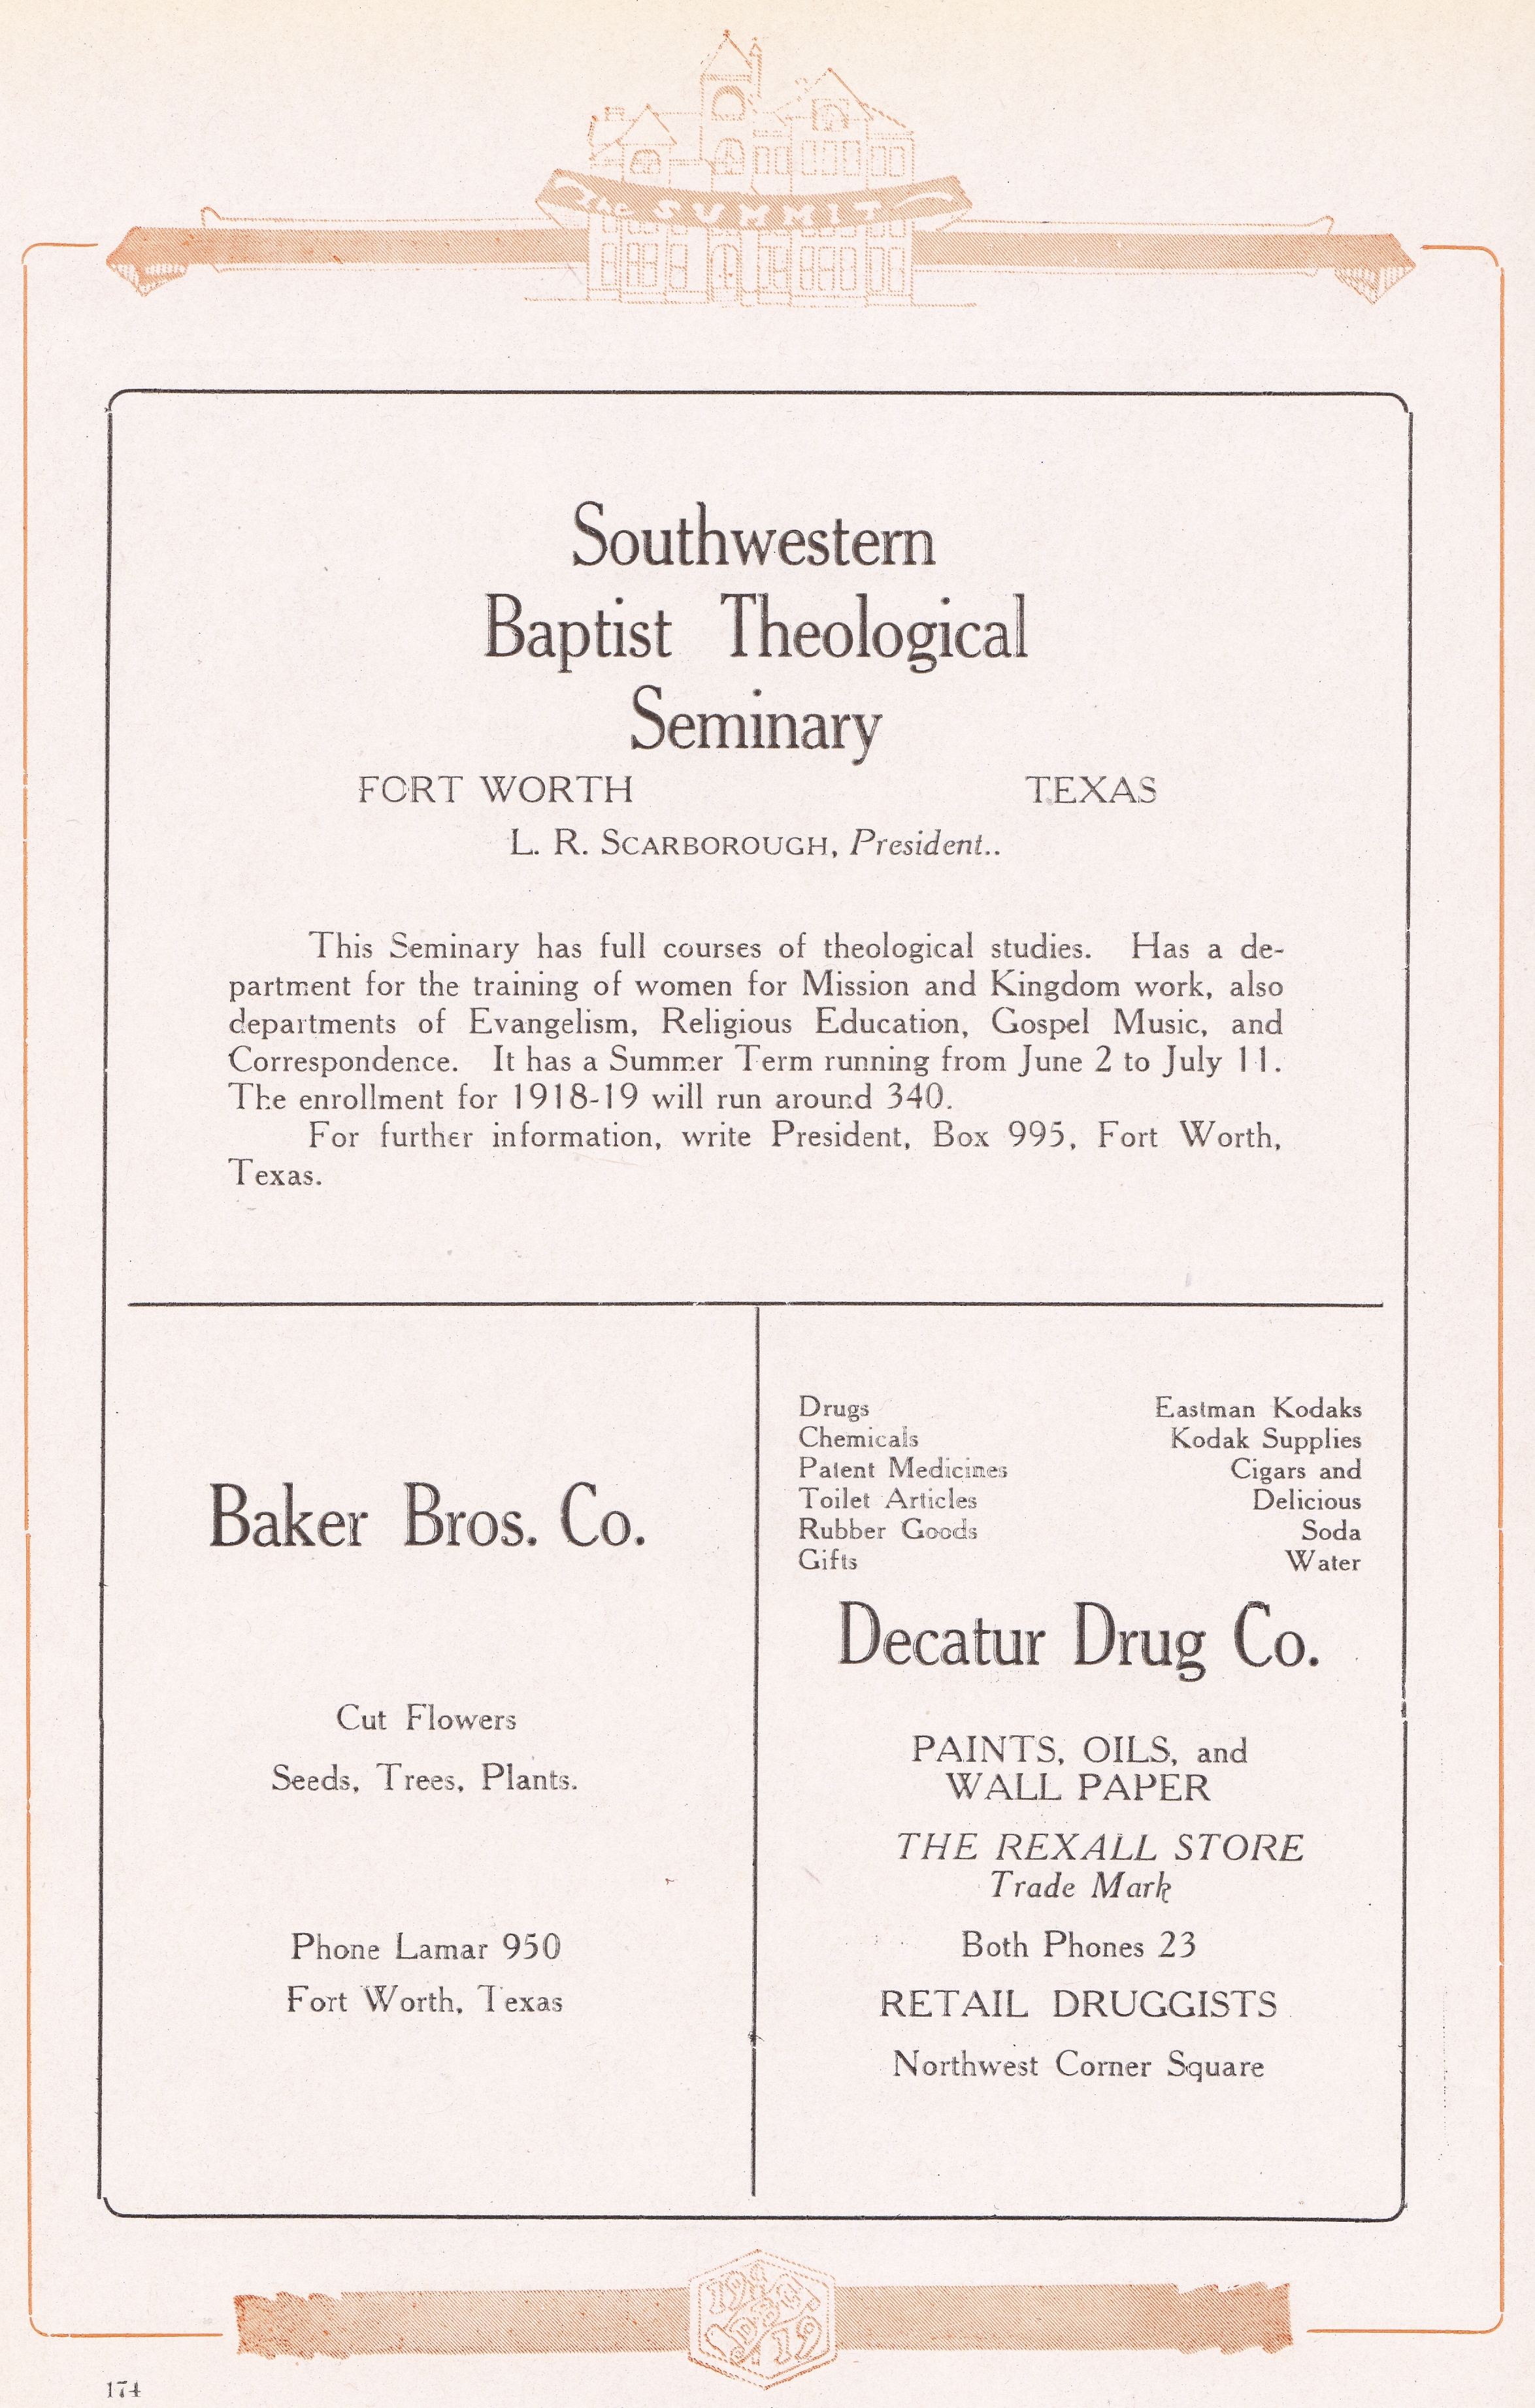 The SUMMIT
Southwestern
Baptist Theological
Seminary
FORT WORTH TEXAS
L. R. SCARBOROUGH, President..
This Seminary has full courses of theological studies. Has a de-
partment for the training of women for Mission and Kingdom work, also
departments of Evangelism, Religious Education, Gospel Music, and
Correspondence. It has a Summer Term running from June 2 to July 11.
The enrollment for 1918-19 will run around 340.
For further information, write President, Box 995, Fort Worth,
Texas.
Baker Bros. Co.
Cut Flowers
Seeds, Trees, Plants.
Phone Lamar 950
Fort Worth, Texas
Drugs
Chemicals
Patent Medicines
Toilet Articles
Rubber Goods
Gifts
Eastman Kodaks
Kodak Supplies
Cigars and
Delicious
Soda
Water
Decatur Drug Co.
PAINTS, OILS, and
WALL PAPER
THE REXALL STORE
Trade Mark
Both Phones 23
RETAIL DRUGGISTS
Northwest Corner Square
19
DBC
19
174